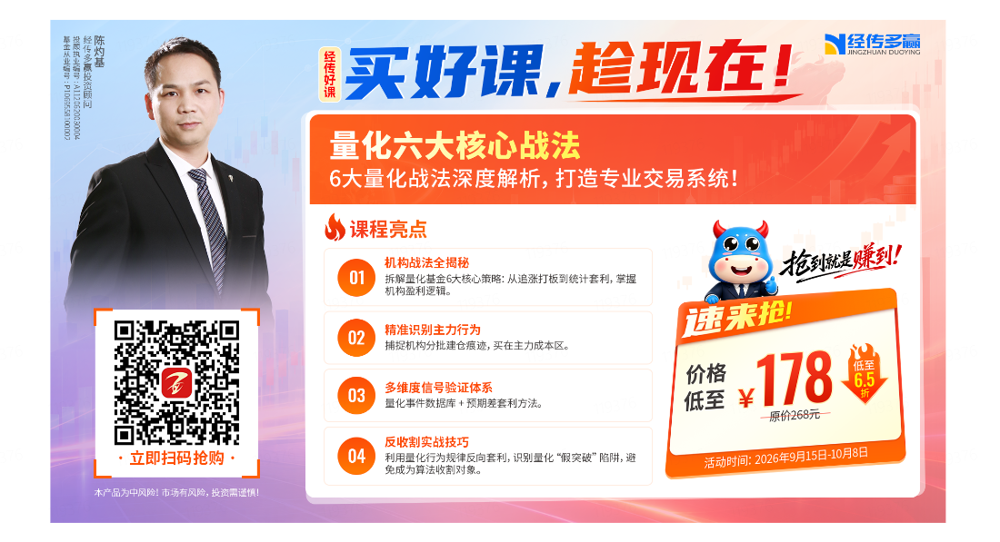 陈灼基
经传多赢投资顾问
投顾执业编号：A1120620030004
基金从业编号：P1069558100002
经传好课
买好课,趁现在!
经传多赢
JINGZHUAN DUOYING
量化六大核心战法
6大量化战法深度解析，打造专业交易系统！
课程亮点
01
机构战法全揭秘
拆解量化基金6大核心策略：从追涨打板到统计套利，掌握
机构盈利逻辑。
02
精准识别主力行为
捕捉机构分批建仓痕迹，买在主力成本区。
03
多维度信号验证体系
量化事件数据库 + 预期差套利方法。
04
反收割实战技巧
利用量化行为规律反向套利，识别量化“假突破”陷阱，避
免成为算法收割对象。
抢到就是赚到!
速来抢!
价格
低至
¥178
原价268元
低至
6.5
折
活动时间：2026年9月15日-10月8日
· 立即扫码抢购 ·
本产品为中风险！市场有风险，投资需谨慎！